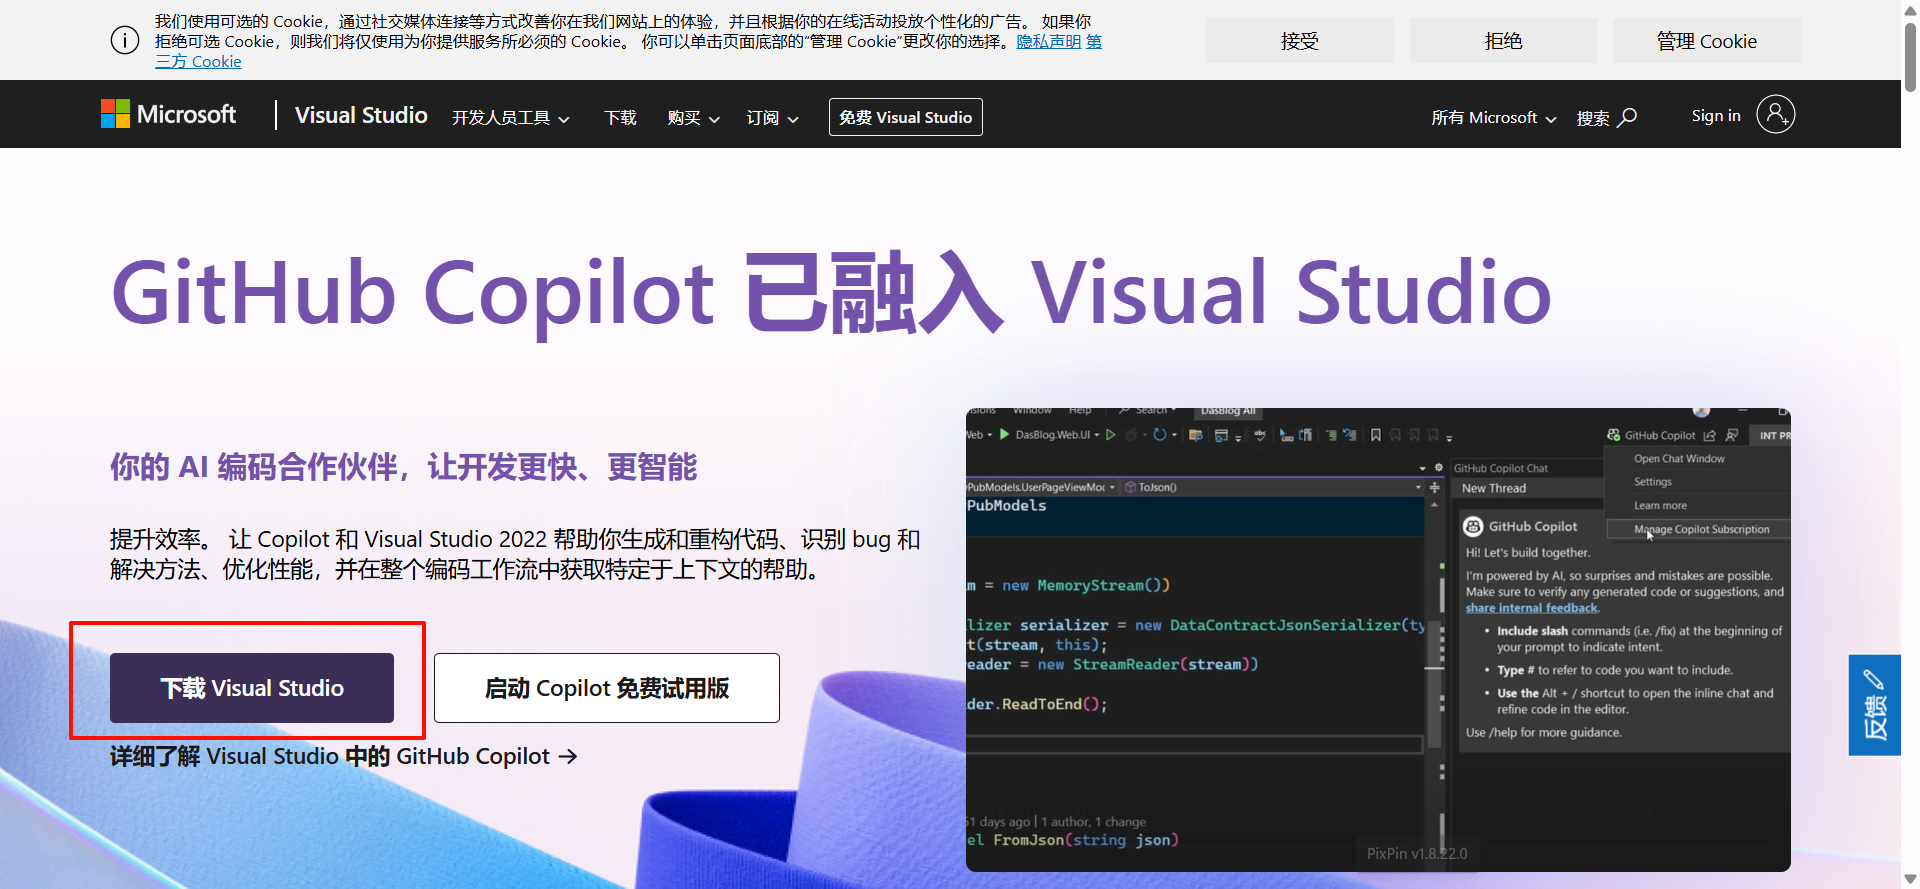 我们使用可选的 Cookie，通过社交媒体连接等方式改善你在我们网站上的体验，并且根据你的在线活动投放个性化的广告。 如果你
拒绝可选 Cookie，则我们将仅使用为你提供服务所必须的 Cookie。 你可以单击页面底部的“管理 Cookie”更改你的选择。隐私声明 第
三方 Cookie
接受
拒绝
管理 Cookie
Microsoft
Visual Studio
开发人员工具
下载
购买
订阅
免费 Visual Studio
所有 Microsoft
搜索
Sign in
GitHub Copilot 已融入 Visual Studio
你的 AI 编码合作伙伴，让开发更快、更智能
提升效率。 让 Copilot 和 Visual Studio 2022 帮助你生成和重构代码、识别 bug 和
解决方法、优化性能，并在整个编码工作流中获取特定于上下文的帮助。
下载 Visual Studio
启动 Copilot 免费试用版
详细了解 Visual Studio 中的 GitHub Copilot →
Window Help Search DasBlog All
DasBlog.Web.UI
GitHub Copilot
INT PR
Open Chat Window
Settings
Learn more
Manage Copilot Subscription
PubModels.UserPageViewMoc
ToJson()
PubModels
= new MemoryStream())
serializer = new DataContractJsonSerializer(ty
t(stream, this);
eader = new StreamReader(stream))
der.ReadToEnd();
51 days ago | 1 author, 1 change
el FromJson(string json)
GitHub Copilot Chat
New Thread
GitHub Copilot
Hi! Let's build together.
I'm powered by AI, so surprises and mistakes are possible.
Make sure to verify any generated code or suggestions, and
share internal feedback.
• Include slash commands (i.e. /fix) at the beginning of
your prompt to indicate intent.
• Type # to refer to code you want to include.
• Use the Alt + / shortcut to open the inline chat and
refine code in the editor.
Use /help for more guidance.
PixPin v1.8.22.0
反馈